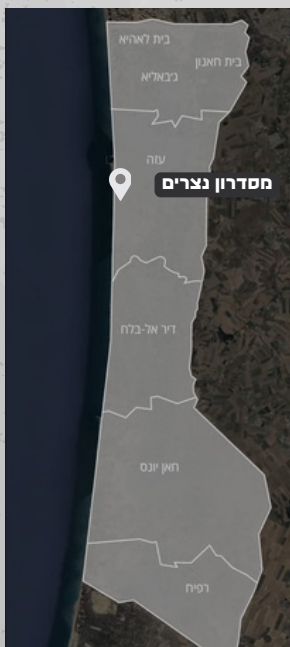 בית לאהיא
בית חאנון
ג׳באליא
עזה
מסדרון נצרים
דיר אל-בלח
חאן יונס
רפיח